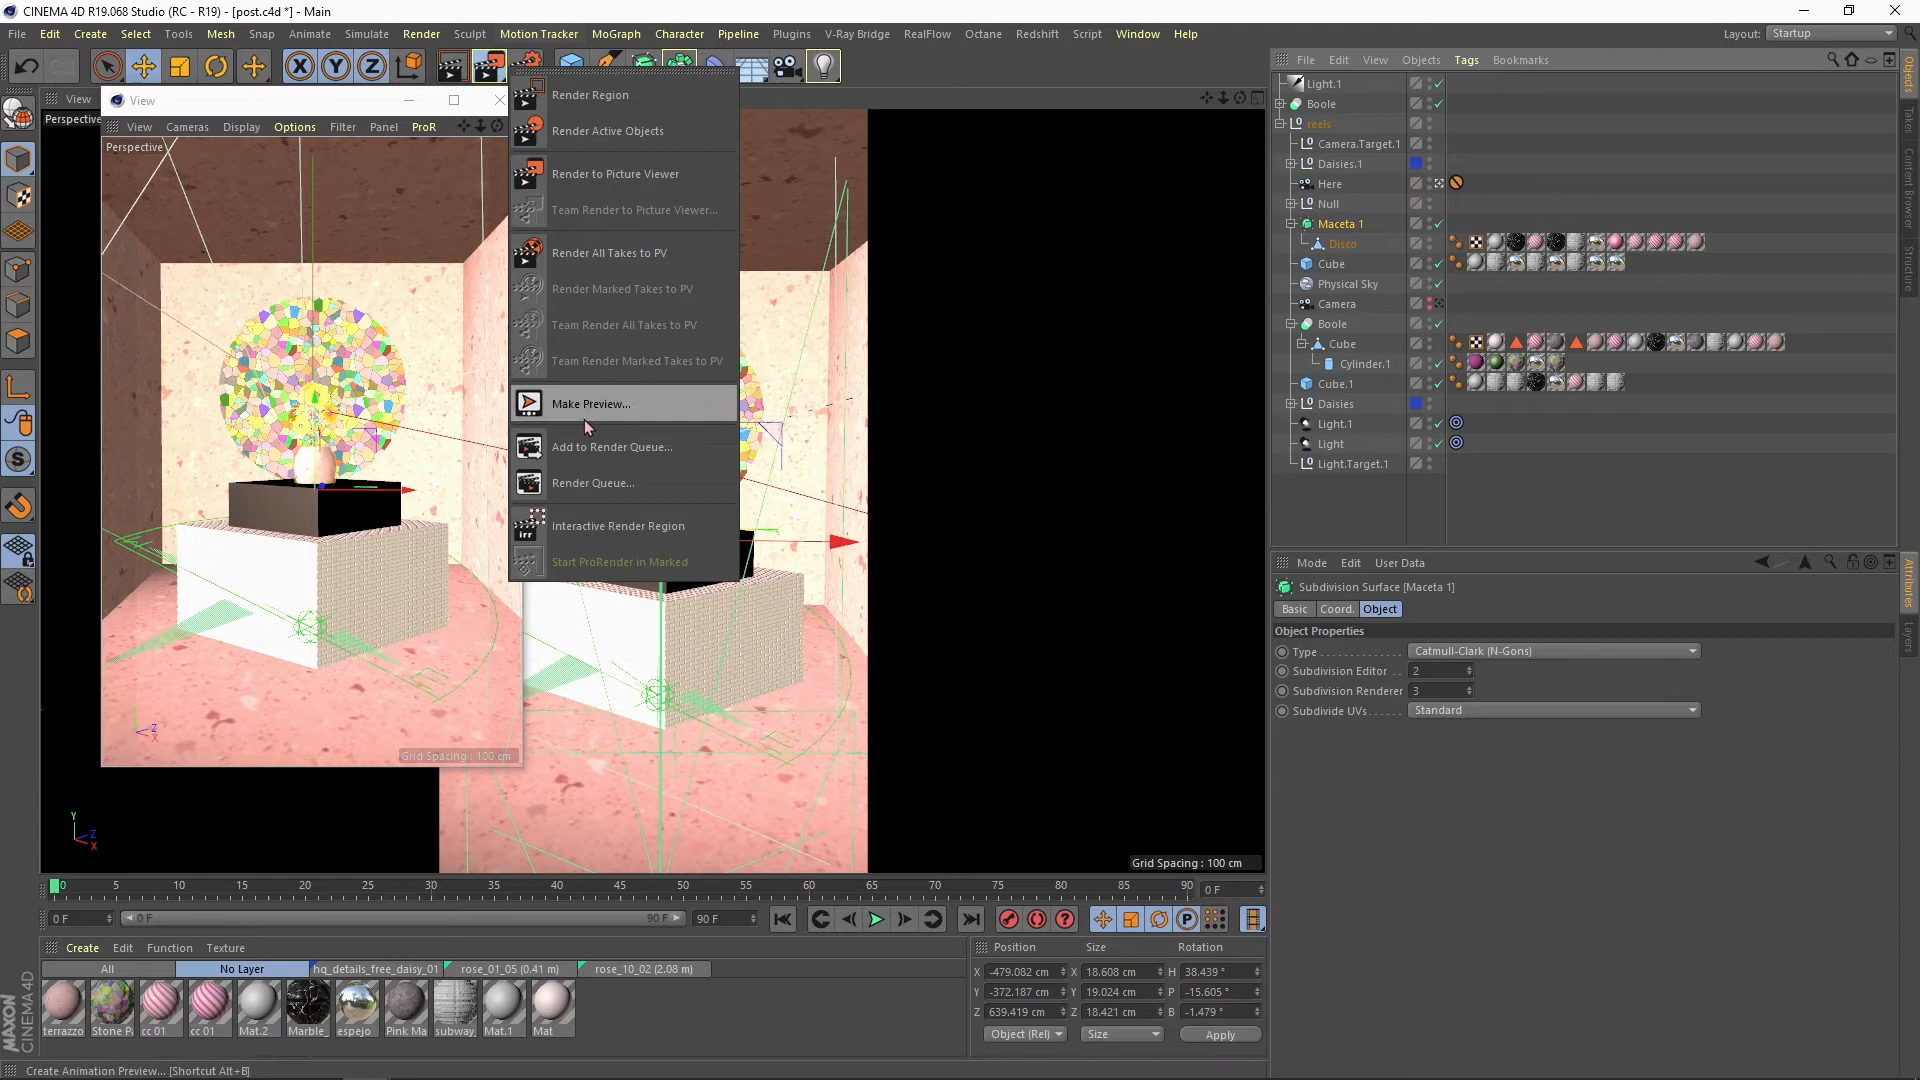 CINEMA 4D R19.068 Studio (RC - R19) - [post.c4d *] - Main
File Edit Create Select Tools Mesh Snap Animate Simulate Render Sculpt Motion Tracker MoGraph Character Pipeline Plugins V-Ray Bridge RealFlow Octane Redshift Script Window Help
Layout: Startup
View
Perspective
View
View Cameras Display Options Filter Panel ProR
Perspective
Grid Spacing : 100 cm
Render Region
Render Active Objects
Render to Picture Viewer
Team Render to Picture Viewer...
Render All Takes to PV
Render Marked Takes to PV
Team Render All Takes to PV
Team Render Marked Takes to PV
Make Preview...
Add to Render Queue...
Render Queue...
Interactive Render Region
Start ProRender in Marked
irr
Y
Z
X
Z
X
Grid Spacing : 100 cm
File Edit View Objects Tags Bookmarks
Light.1
Boole
reels
Camera.Target.1
Daisies.1
Here
Null
Maceta 1
Disco
Cube
Physical Sky
Camera
Boole
Cube
Cylinder.1
Cube.1
Daisies
Light.1
Light
Light.Target.1
Objects
Takes
Content Browser
Structure
Mode Edit User Data
Subdivision Surface [Maceta 1]
Basic Coord. Object
Object Properties
Type . . . . . . . . . . . . . Catmull-Clark (N-Gons)
Subdivision Editor . . 2
Subdivision Renderer 3
Subdivide UVs. . . . . . Standard
Attributes
Layers
0 5 10 15 20 25 30 35 40 45 50 55 60 65 70 75 80 85 90 0 F
0 F 0 F 90 F 90 F
Create Edit Function Texture
All No Layer hq_details_free_daisy_01 rose_01_05 (0.41 m) rose_10_02 (2.08 m)
terrazzo Stone Pa cc 01 cc 01 Mat.2 Marble_ espejo Pink Ma subway Mat.1 Mat
Position Size Rotation
X -479.082 cm X 18.608 cm H 38.439 °
Y -372.187 cm Y 19.024 cm P -15.605 °
Z 639.419 cm Z 18.421 cm B -1.479 °
Object (Rel) Size Apply
MAXON
CINEMA 4D
Create Animation Preview... [Shortcut Alt+B]